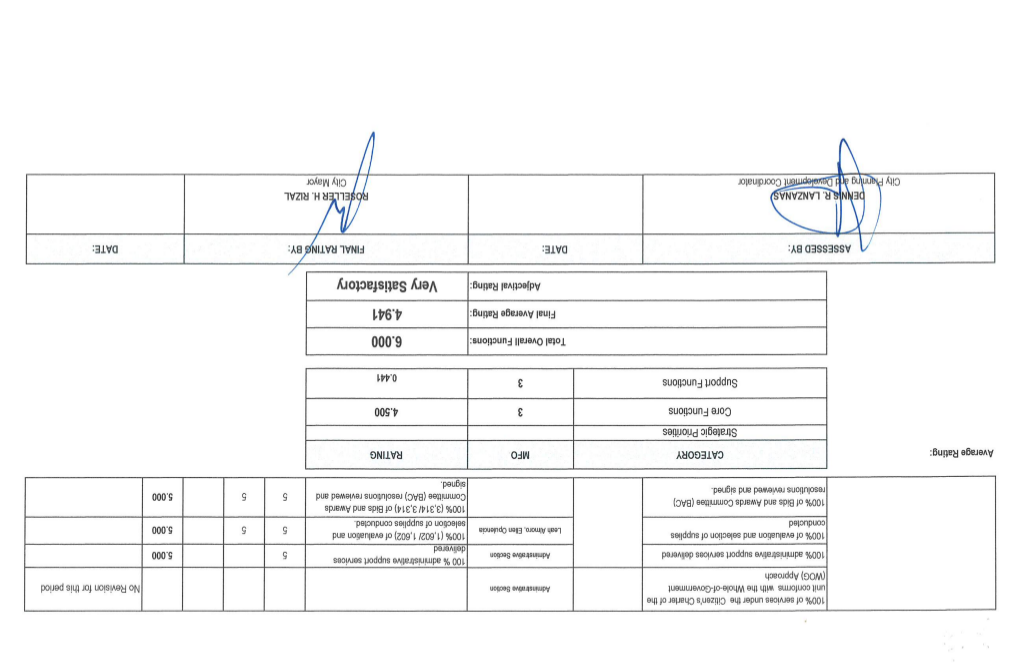 100% of services under the Citizen's Charter of the
unit conforms with the Whole-of-Government
(WOG) Approach
Administrative Section
No Revision for this period
100% administrative support services delivered
Administrative Section
100 % administrative support services
delivered
5
5.000
100% of evaluation and selection of supplies
conducted
Leah Amoro, Ellen Opulencia
100% (1,602/ 1,602) of evaluation and
selection of supplies conducted.
5
5
5.000
100% of Bids and Awards Committee (BAC)
resolutions reviewed and signed.
100% (3,314/ 3,314) of Bids and Awards
Committee (BAC) resolutions reviewed and
signed.
5
5
5.000
Average Rating:
CATEGORY
MFO
RATING
Strategic Priorities
Core Functions
3
4.500
Support Functions
3
0.441
Total Overall Functions:
6.000
Final Average Rating:
4.941
Adjectival Rating:
Very Satisfactory
ASSESSED BY:
DATE:
FINAL RATING BY:
DATE:
DENNIS R. LANZANAS
City Planning and Development Coordinator
ROSELLER H. RIZAL
City Mayor